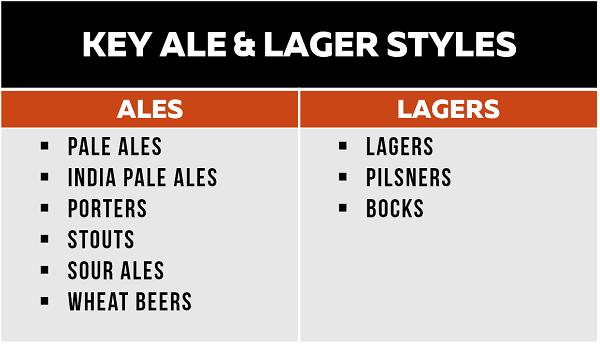 KEY ALE & LAGER STYLES
ALES
▪ PALE ALES
▪ INDIA PALE ALES
▪ PORTERS
▪ STOUTS
▪ SOUR ALES
▪ WHEAT BEERS
LAGERS
▪ LAGERS
▪ PILSNERS
▪ BOCKS